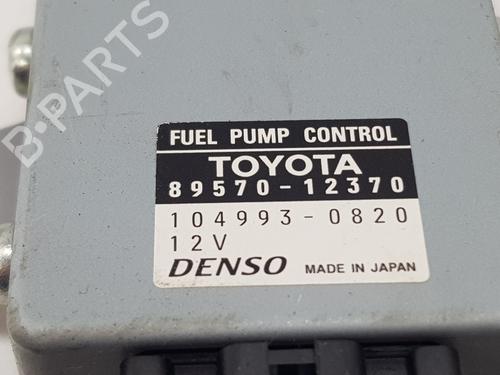 B-PARTS
FUEL PUMP CONTROL
TOYOTA
89570-12370
104993-0820
12V
DENSO MADE IN JAPAN